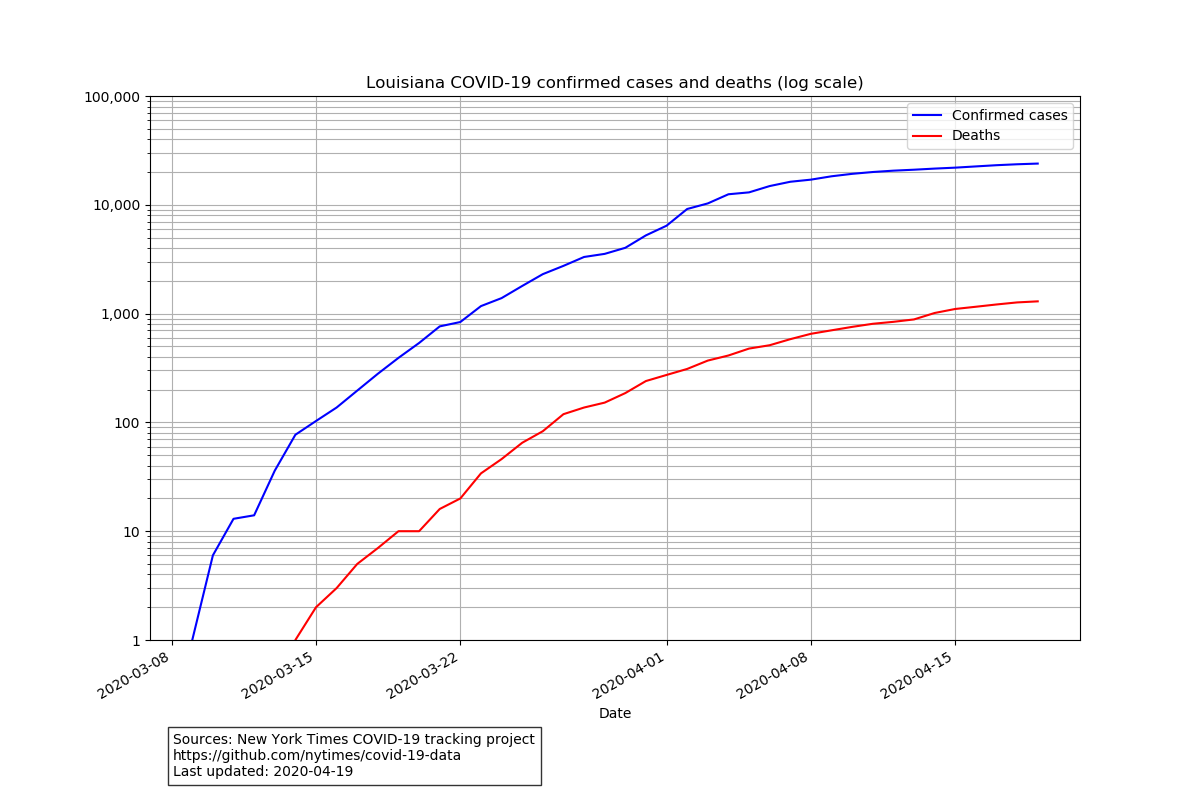 Louisiana COVID-19 confirmed cases and deaths (log scale)
100,000
10,000
1,000
100
10
1
Confirmed cases
Deaths
2020-03-08
2020-03-15
2020-03-22
2020-04-01
2020-04-08
2020-04-15
Date
Sources: New York Times COVID-19 tracking project
https://github.com/nytimes/covid-19-data
Last updated: 2020-04-19